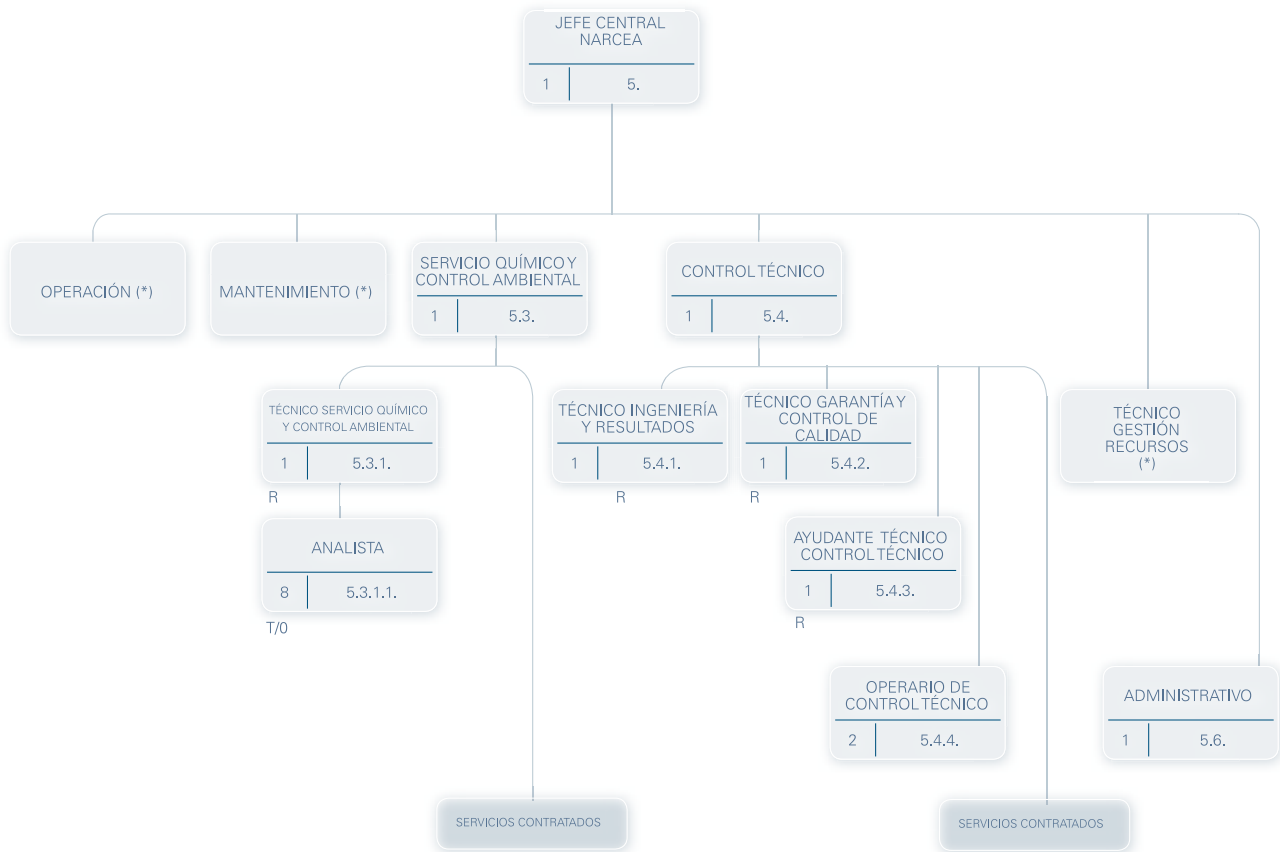 JEFE CENTRAL
NARCEA
1 5.
OPERACIÓN (*)
MANTENIMIENTO (*)
SERVICIO QUÍMICO Y
CONTROL AMBIENTAL
1 5.3.
CONTROL TÉCNICO
1 5.4.
TÉCNICO SERVICIO QUÍMICO
Y CONTROL AMBIENTAL
1 5.3.1.
R
TÉCNICO INGENIERÍA
Y RESULTADOS
1 5.4.1.
R
TÉCNICO GARANTÍA Y
CONTROL DE
CALIDAD
1 5.4.2.
R
TÉCNICO
GESTIÓN
RECURSOS
(*)
ANALISTA
8 5.3.1.1.
T/0
AYUDANTE TÉCNICO
CONTROL TÉCNICO
1 5.4.3.
R
OPERARIO DE
CONTROL TÉCNICO
2 5.4.4.
ADMINISTRATIVO
1 5.6.
SERVICIOS CONTRATADOS
SERVICIOS CONTRATADOS